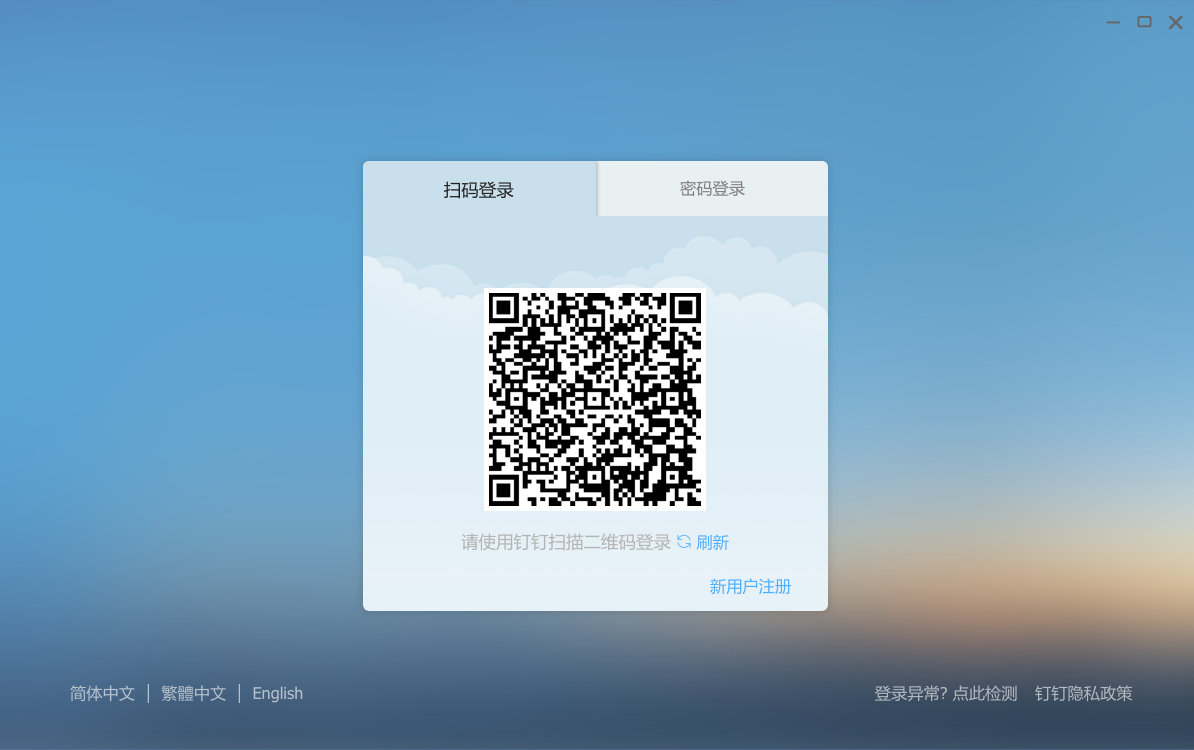 扫码登录
密码登录
请使用钉钉扫描二维码登录 刷新
新用户注册
简体中文 | 繁體中文 | English
登录异常? 点此检测 钉钉隐私政策